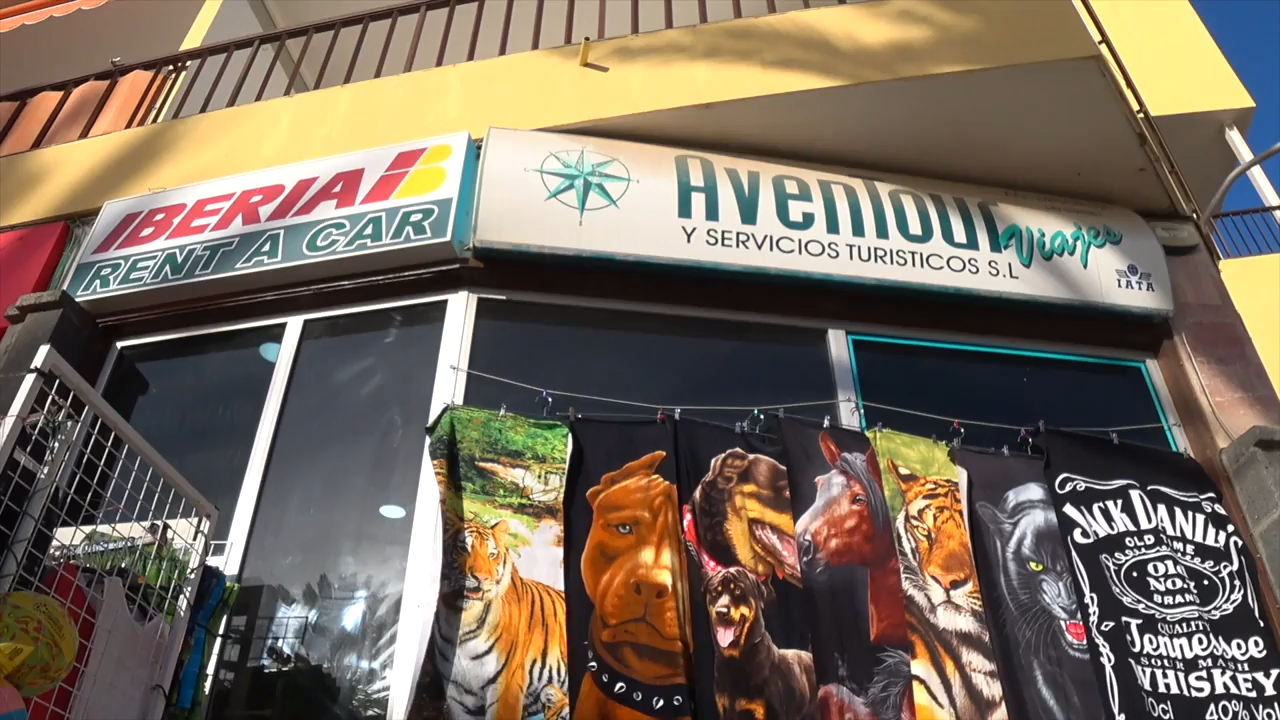 IBERIA
RENT A CAR
AvenTour Viajes
Y SERVICIOS TURISTICOS S.L
IATA
JACK DANIEL'S
OLD TIME
OLD
NO.7
BRAND
QUALITY
Tennessee
SOUR MASH
WHISKEY
40% Vol